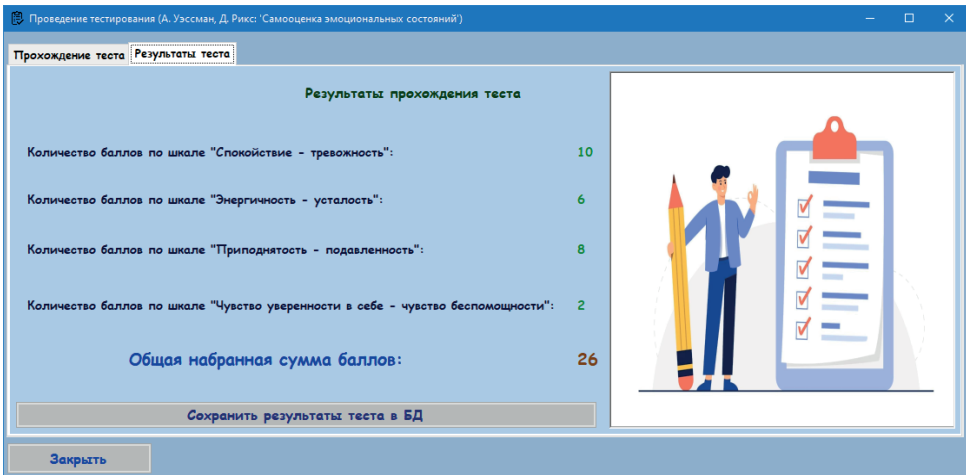 Проведение тестирования (А. Уэссман, Д. Рикс: 'Самооценка эмоциональных состояний')
Прохождение теста Результаты теста
Результаты прохождения теста
Количество баллов по шкале "Спокойствие - тревожность": 10
Количество баллов по шкале "Энергичность - усталость": 6
Количество баллов по шкале "Приподнятость - подавленность": 8
Количество баллов по шкале "Чувство уверенности в себе - чувство беспомощности": 2
Общая набранная сумма баллов: 26
Сохранить результаты теста в БД
Закрыть